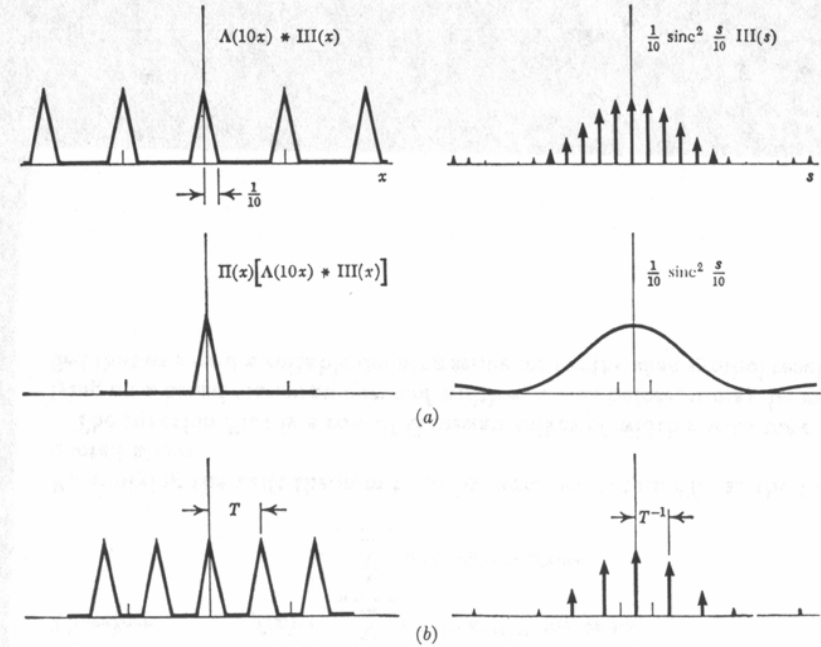 Λ(10x) * III(x)
1/10 sinc² s/10 III(s)
x
s
1/10
Π(x)[Λ(10x) * III(x)]
1/10 sinc² s/10
(a)
T
T⁻¹
(b)